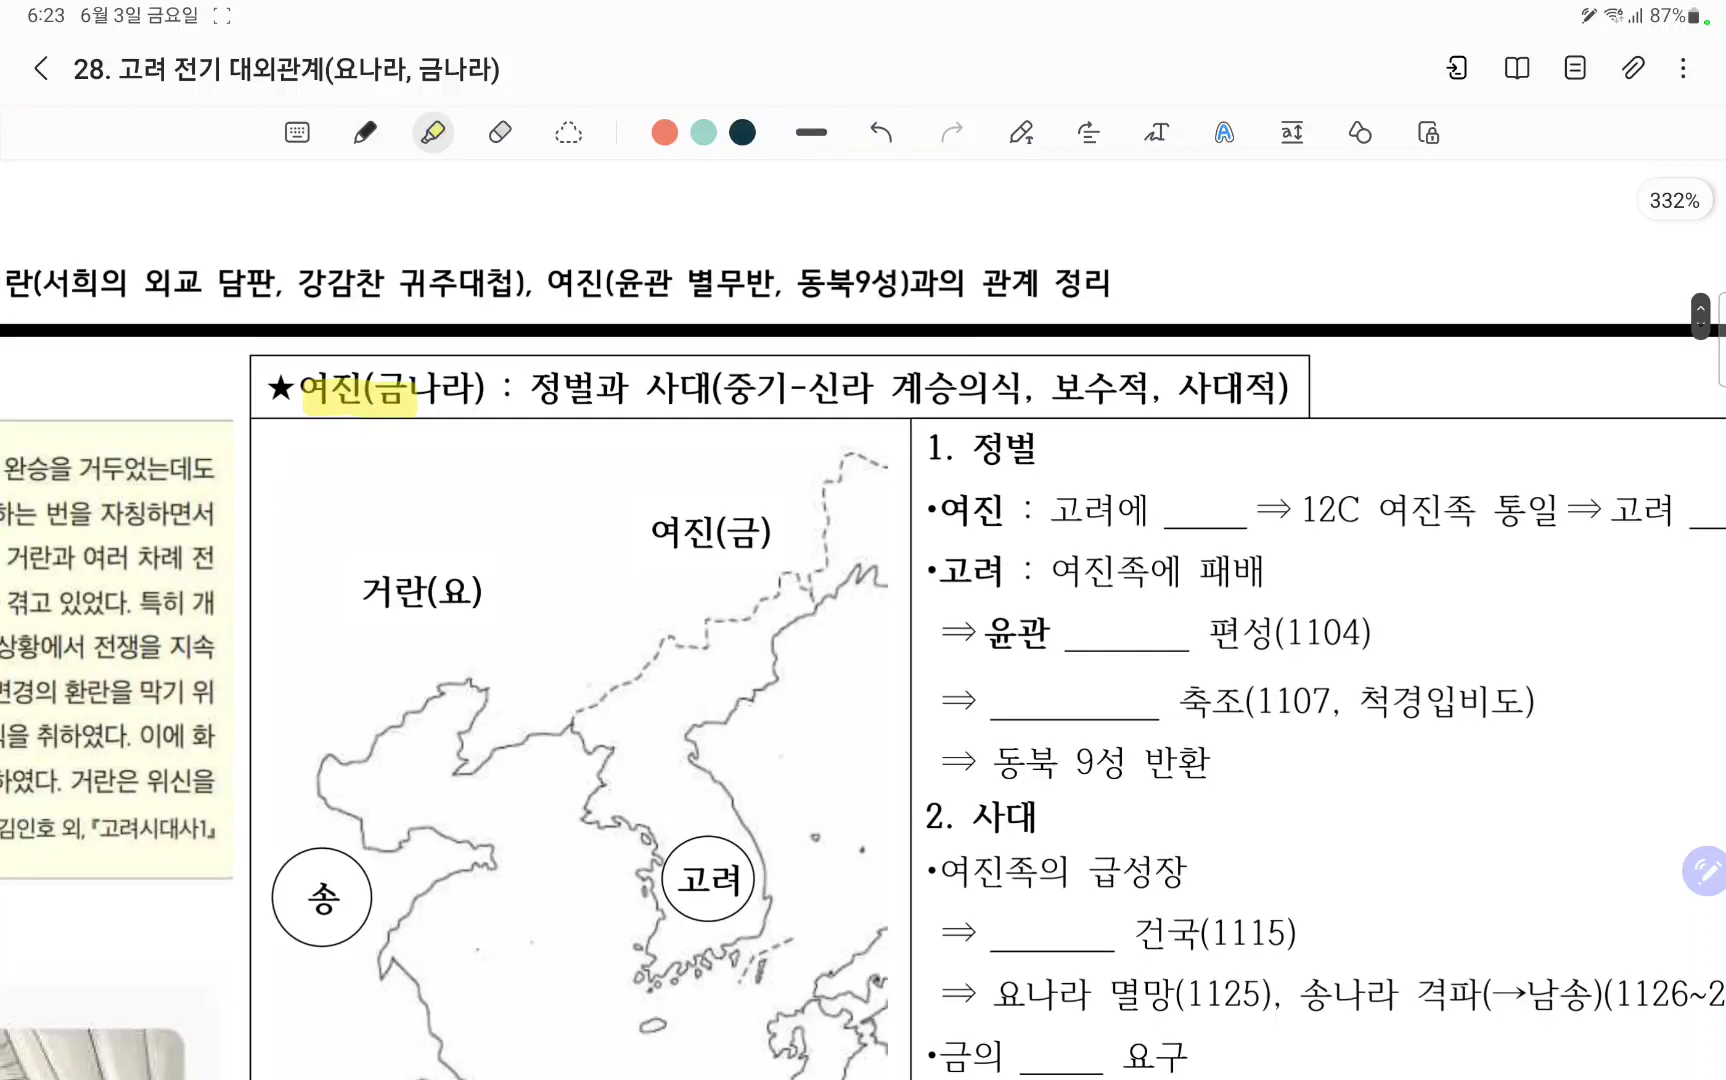 6:23 6월 3일 금요일
87%
28. 고려 전기 대외관계(요나라, 금나라)
332%
란(서희의 외교 담판, 강감찬 귀주대첩), 여진(윤관 별무반, 동북9성)과의 관계 정리
★여진(금나라) : 정벌과 사대(중기-신라 계승의식, 보수적, 사대적)
완승을 거두었는데도
하는 번을 자칭하면서
거란과 여러 차례 전
겪고 있었다. 특히 개
상황에서 전쟁을 지속
변경의 환란을 막기 위
을 취하였다. 이에 화
하였다. 거란은 위신을
김인호 외, 『고려시대사1』
여진(금)
거란(요)
고려
송
1. 정벌
•여진 : 고려에 _____ ⇒ 12C 여진족 통일 ⇒ 고려 __
•고려 : 여진족에 패배
⇒ 윤관 ________ 편성(1104)
⇒ __________ 축조(1107, 척경입비도)
⇒ 동북 9성 반환
2. 사대
•여진족의 급성장
⇒ ________ 건국(1115)
⇒ 요나라 멸망(1125), 송나라 격파(→남송)(1126~2
•금의 _____ 요구